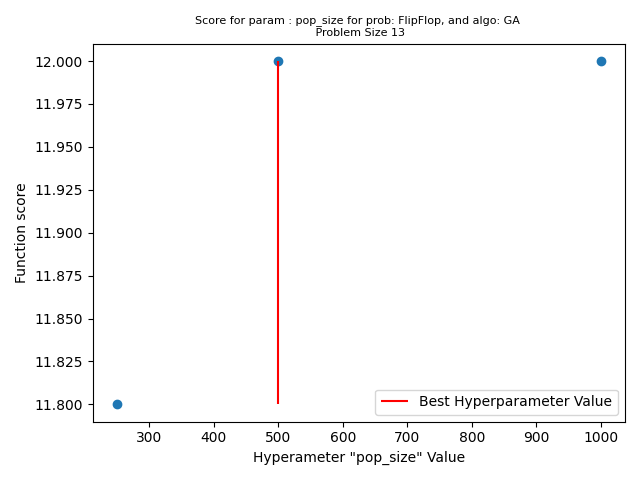 Score for param : pop_size for prob: FlipFlop, and algo: GA
Problem Size 13
12.000
11.975
11.950
11.925
11.900
11.875
11.850
11.825
11.800
Function score
Best Hyperparameter Value
300 400 500 600 700 800 900 1000
Hyperameter "pop_size" Value